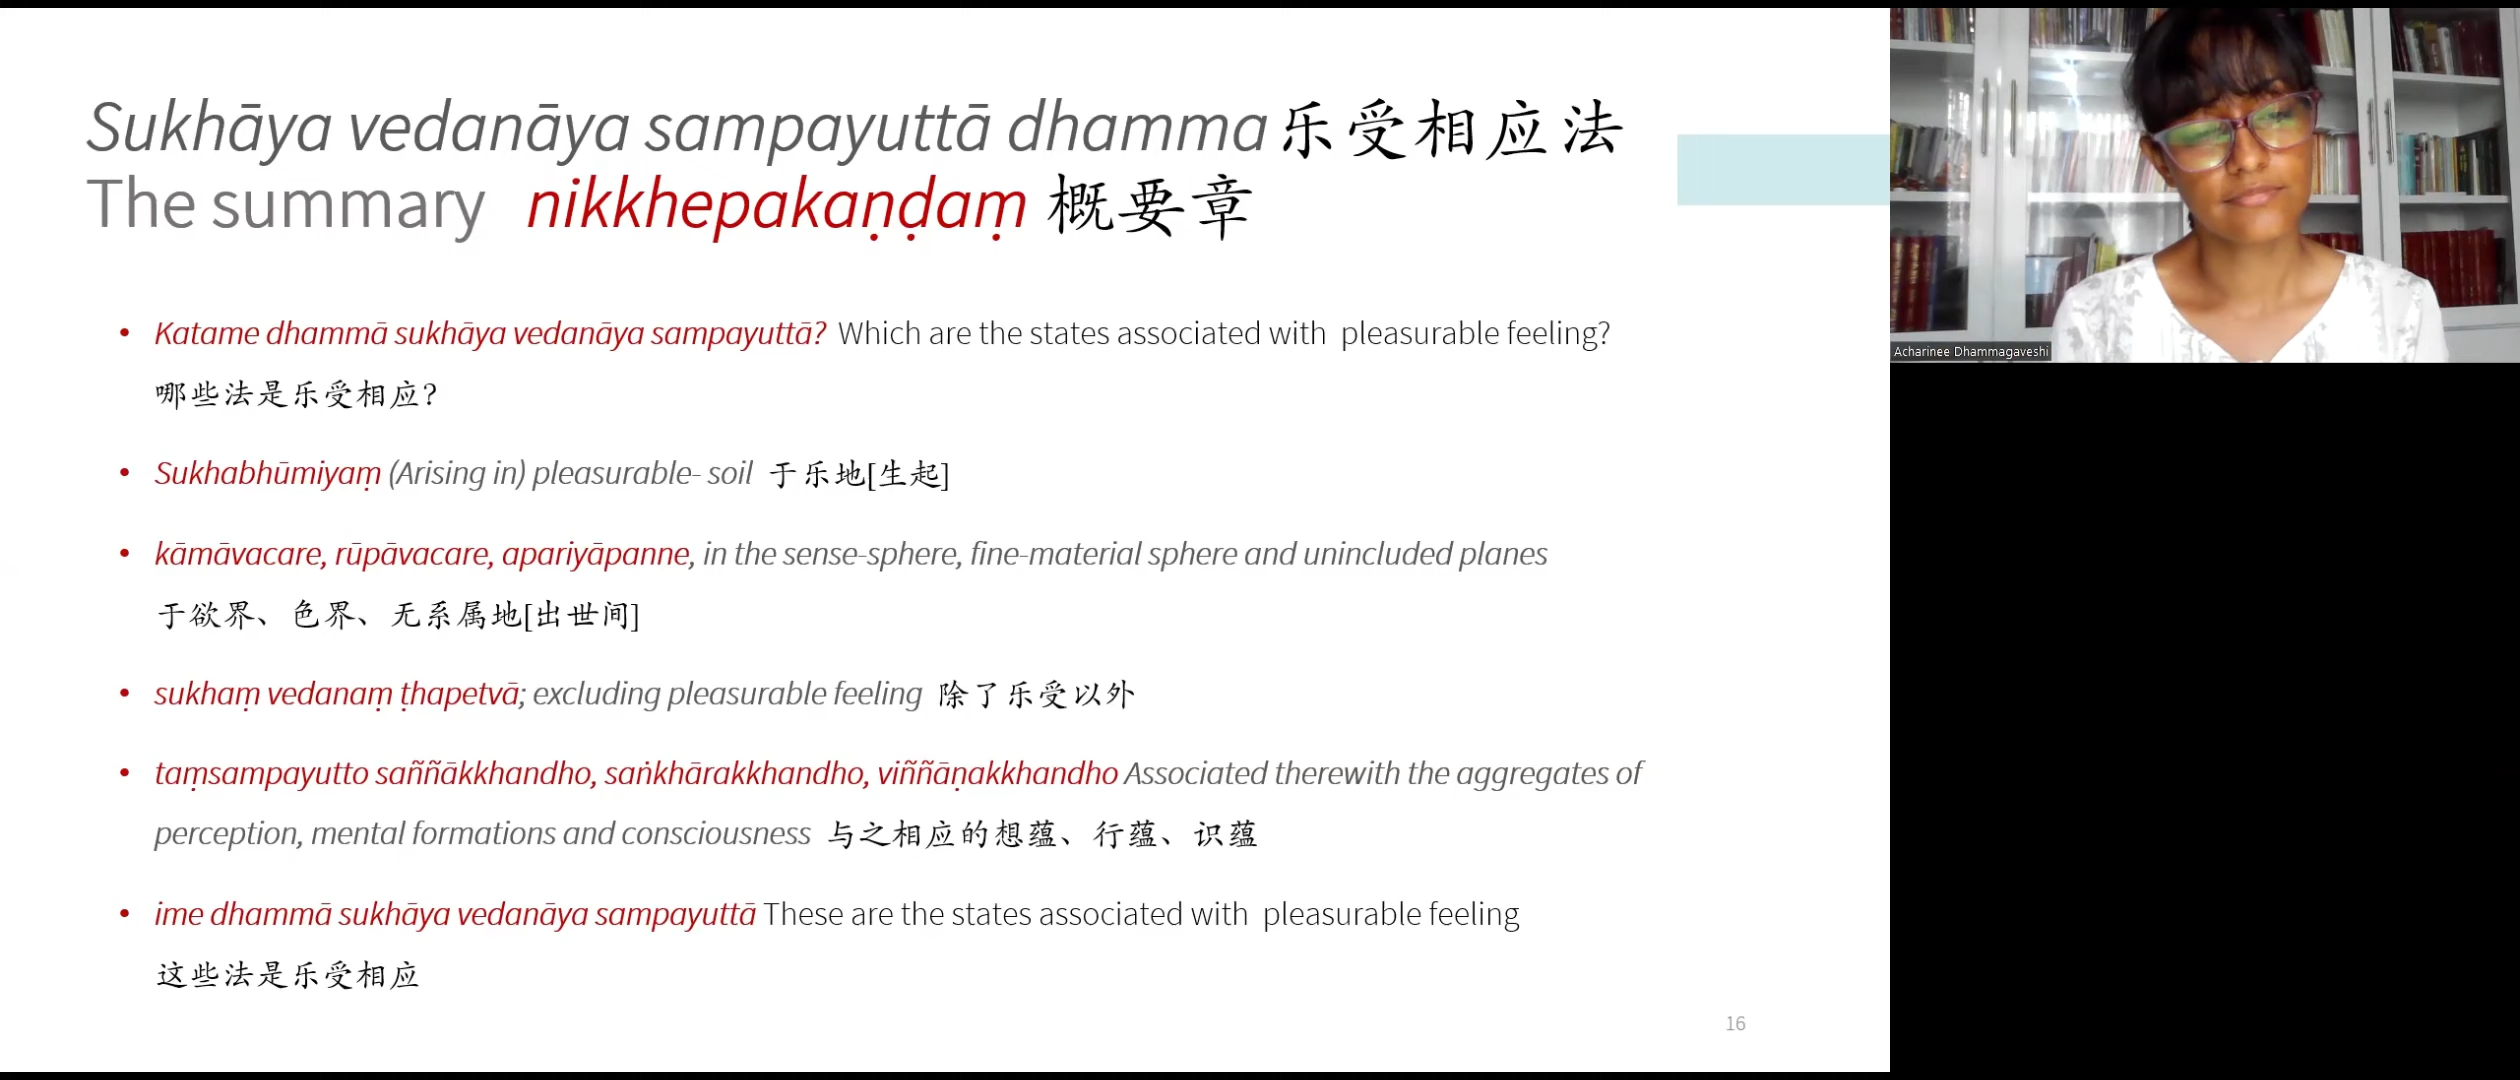 Sukhāya vedanāya sampayuttā dhamma 乐受相应法
The summary nikkhepakaṇḍaṃ 概要章
• Katame dhammā sukhāya vedanāya sampayuttā? Which are the states associated with pleasurable feeling?
哪些法是乐受相应?
• Sukhabhūmiyaṃ (Arising in) pleasurable- soil 于乐地[生起]
• kāmāvacare, rūpāvacare, apariyāpanne, in the sense-sphere, fine-material sphere and unincluded planes
于欲界、色界、无系属地[出世间]
• sukhaṃ vedanaṃ ṭhapetvā; excluding pleasurable feeling 除了乐受以外
• taṃsampayutto saññākkhandho, saṅkhārakkhandho, viññāṇakkhandho Associated therewith the aggregates of
perception, mental formations and consciousness 与之相应的想蕴、行蕴、识蕴
• ime dhammā sukhāya vedanāya sampayuttā These are the states associated with pleasurable feeling
这些法是乐受相应
16
Acharinee Dhammagaveshi